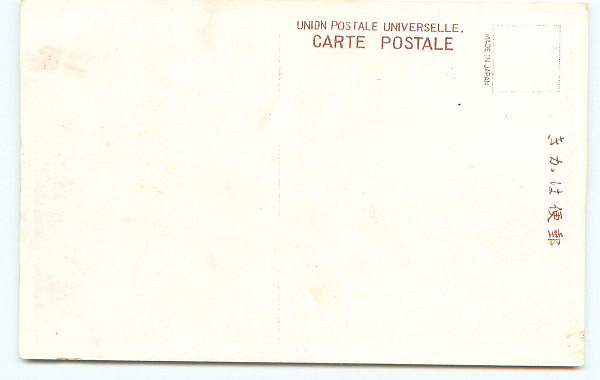 UNION POSTALE UNIVERSELLE.
CARTE POSTALE
MADE IN JAPAN
きがは便郵